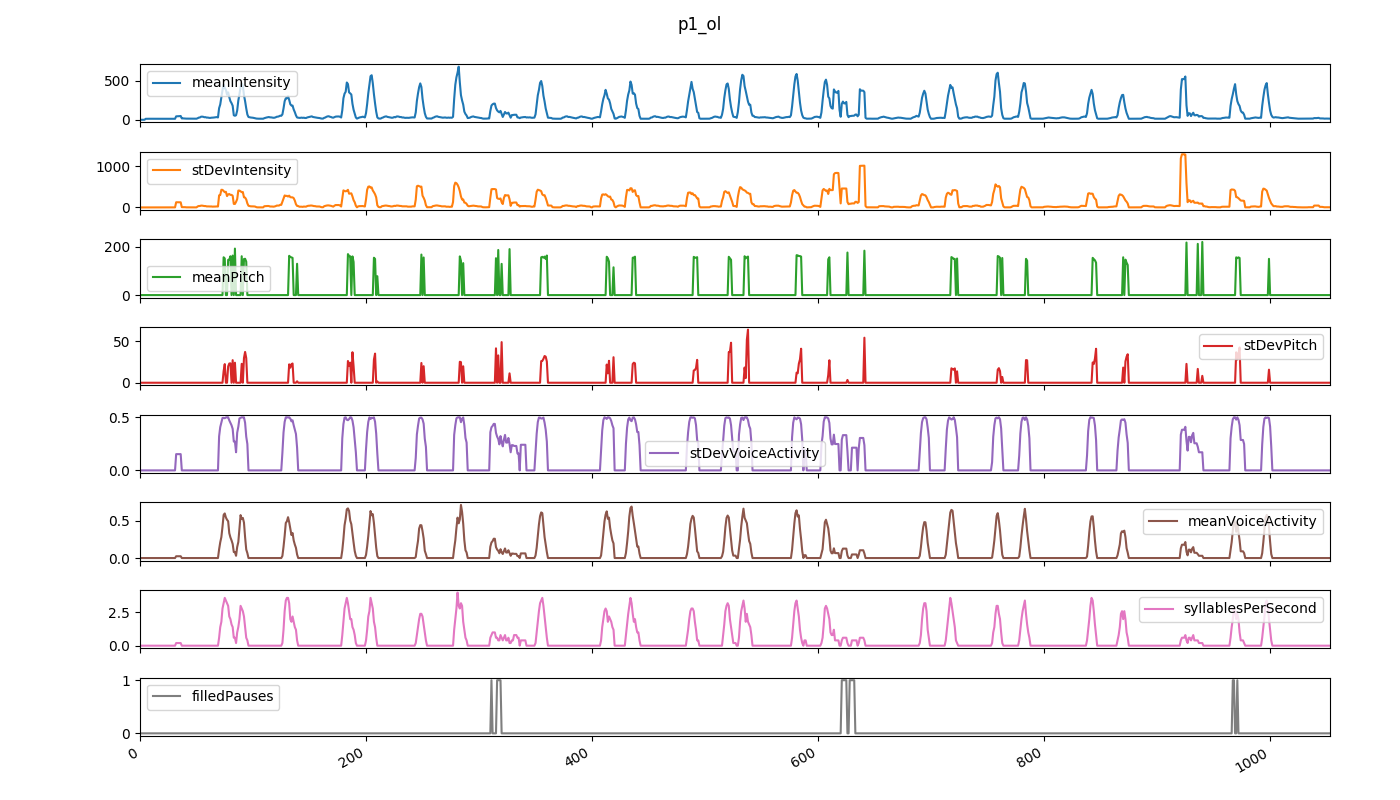 p1_ol
500
0
meanIntensity
1000
0
stDevIntensity
200
0
meanPitch
50
0
stDevPitch
0.5
0.0
stDevVoiceActivity
0.5
0.0
meanVoiceActivity
2.5
0.0
syllablesPerSecond
1
0
filledPauses
0 200 400 600 800 1000